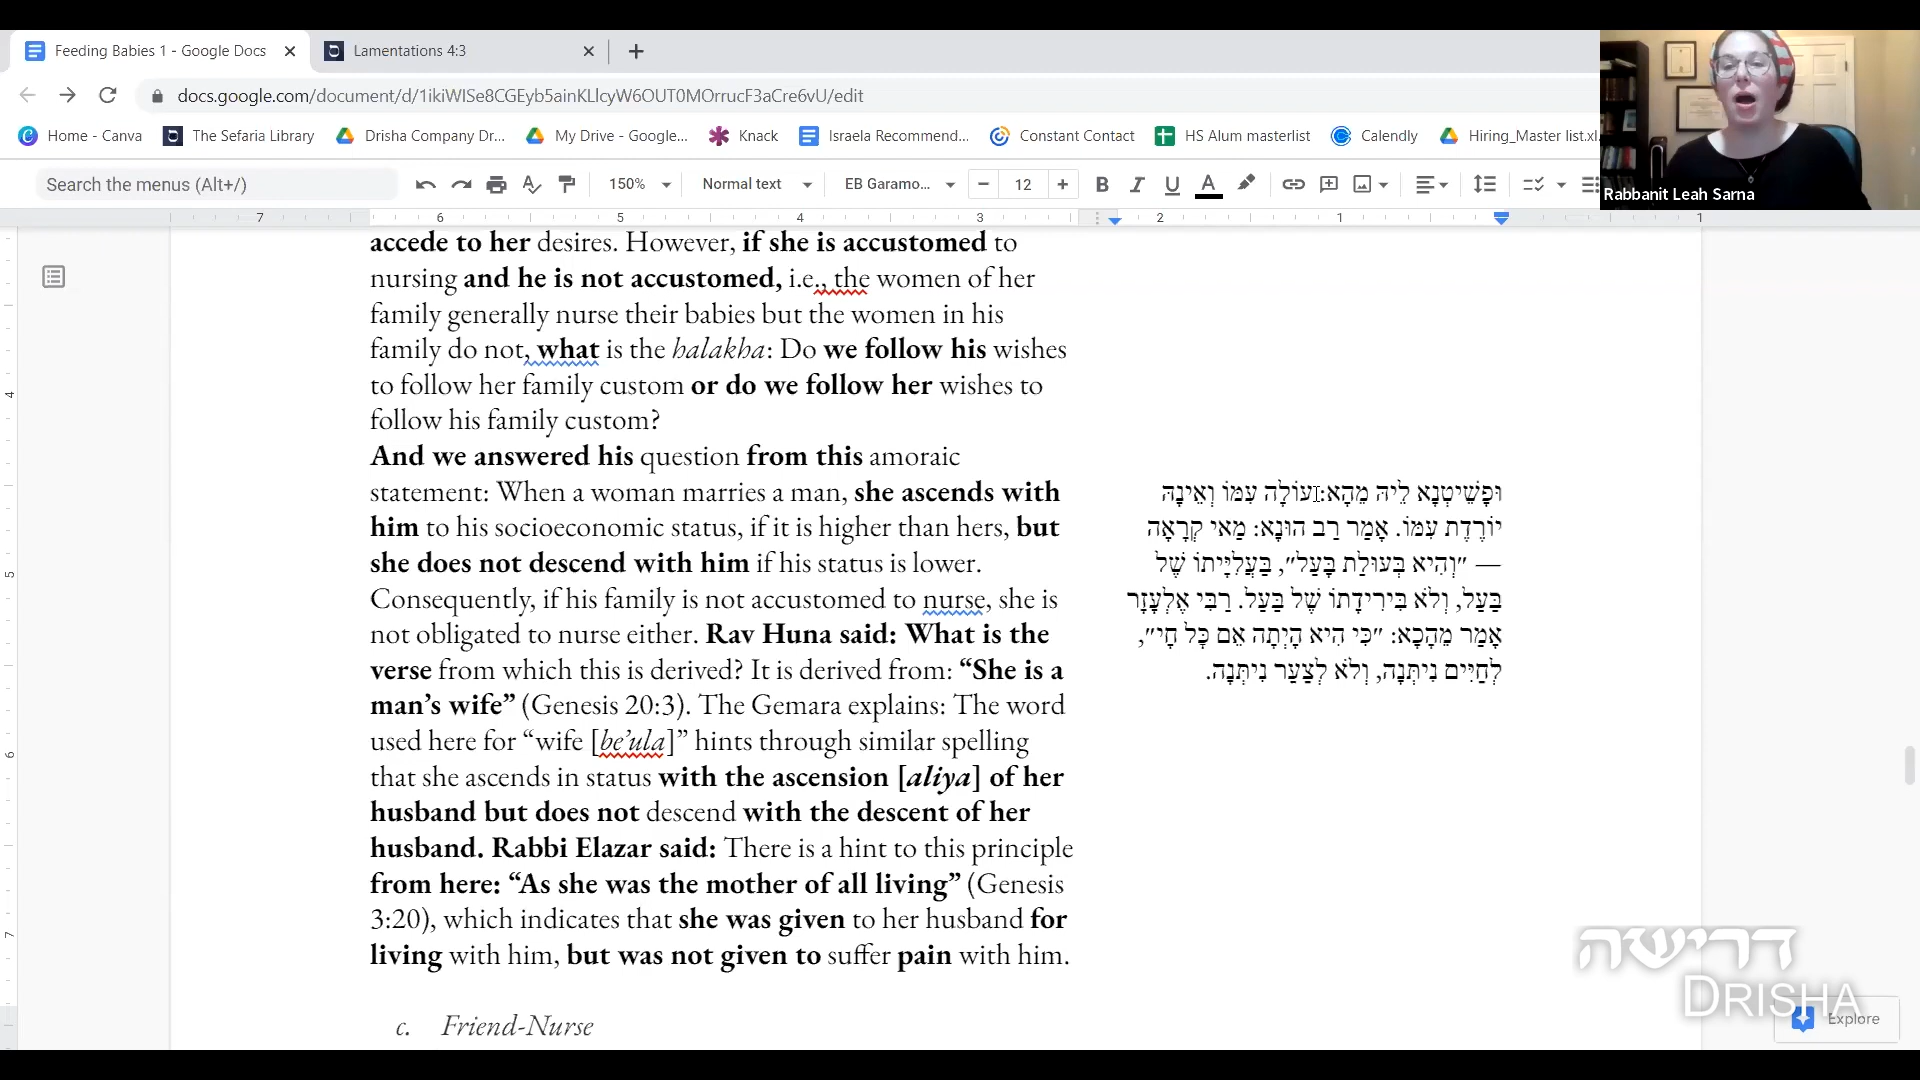 Feeding Babies 1 - Google Docs
Lamentations 4:3
docs.google.com/document/d/1ikiWlSe8CGEyb5ainKLlcyW6OUT0MOrrucF3aCre6vU/edit
Home - Canva The Sefaria Library Drisha Company Dr... My Drive - Google... Knack Israela Recommend... Constant Contact HS Alum masterlist Calendly Hiring_Master list.xl
Search the menus (Alt+/) 150% Normal text EB Garamo... 12
Rabbanit Leah Sarna
7 6 5 4 3 2 1 1
accede to her desires. However, if she is accustomed to
nursing and he is not accustomed, i.e., the women of her
family generally nurse their babies but the women in his
family do not, what is the halakha: Do we follow his wishes
to follow her family custom or do we follow her wishes to
follow his family custom?
And we answered his question from this amoraic
statement: When a woman marries a man, she ascends with
him to his socioeconomic status, if it is higher than hers, but
she does not descend with him if his status is lower.
Consequently, if his family is not accustomed to nurse, she is
not obligated to nurse either. Rav Huna said: What is the
verse from which this is derived? It is derived from: “She is a
man’s wife” (Genesis 20:3). The Gemara explains: The word
used here for “wife [be’ula]” hints through similar spelling
that she ascends in status with the ascension [aliya] of her
husband but does not descend with the descent of her
husband. Rabbi Elazar said: There is a hint to this principle
from here: “As she was the mother of all living” (Genesis
3:20), which indicates that she was given to her husband for
living with him, but was not given to suffer pain with him.
וּפָשֵׁיטְנָא לֵיהּ מֵהָא: עוֹלָה עִמּוֹ וְאֵינָהּ
יוֹרֶדֶת עִמּוֹ. אָמַר רַב הוּנָא: מַאי קְרָאָהּ
— ״וְהִיא בְּעוּלַת בָּעַל״, בַּעֲלִיָּיתוֹ שֶׁל
בַּעַל, וְלֹא בִּירִידָתוֹ שֶׁל בַּעַל. רַבִּי אֶלְעָזָר
אָמַר מֵהָכָא: ״כִּי הִיא הָיְתָה אֵם כׇּל חָי״,
לְחַיִּים נִיתְּנָה, וְלֹא לְצַעַר נִיתְּנָה.
c. Friend-Nurse
4
5
6
7
דרישה
DRISHA
Explore